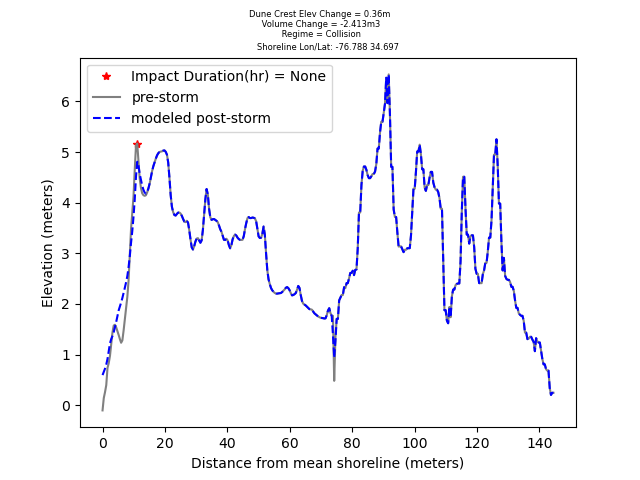 Dune Crest Elev Change = 0.36m
Volume Change = -2.413m3
Regime = Collision
Shoreline Lon/Lat: -76.788 34.697
Impact Duration(hr) = None
pre-storm
modeled post-storm
Elevation (meters)
6
5
4
3
2
1
0
0 20 40 60 80 100 120 140
Distance from mean shoreline (meters)